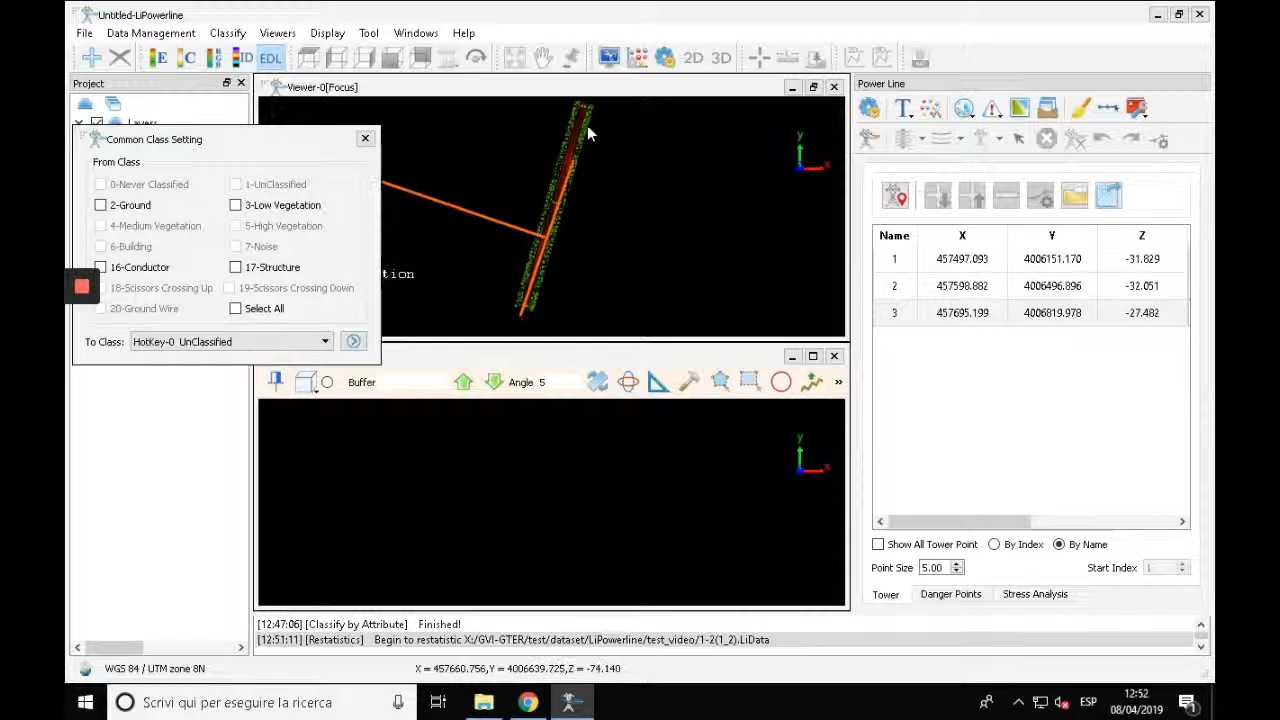 Untitled-LiPowerline
File Data Management Classify Viewers Display Tool Windows Help
E C RGB ID EDL 2D 3D
Project
Viewer-0[Focus]
Power Line
Layers
Common Class Setting
From Class
0-Never Classified 1-UnClassified
2-Ground 3-Low Vegetation
4-Medium Vegetation 5-High Vegetation
6-Building 7-Noise
16-Conductor 17-Structure
18-Scissors Crossing Up 19-Scissors Crossing Down
20-Ground Wire Select All
To Class: HotKey-0 UnClassified
tion
y
x
Buffer Angle 5 »
y
x
Name X Y Z
1 457497.093 4006151.170 -31.829
2 457598.882 4006496.896 -32.051
3 457695.199 4006819.978 -27.482
Show All Tower Point By Index By Name
Point Size 5.00 Start Index 1
Tower Danger Points Stress Analysis
[12:47:06] [Classify by Attribute] Finished!
[12:51:11] [Restatistics] Begin to restatistic X:/GVI-GTER/test/dataset/LiPowerline/test_video/1-2(1_2).LiData
WGS 84 / UTM zone 8N X = 457660.756,Y = 4006639.725,Z = -74.140
Scrivi qui per eseguire la ricerca
ESP
12:52
08/04/2019
1